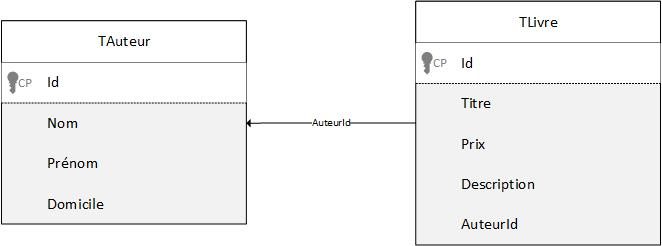 TAuteur
CP Id
Nom
Prénom
Domicile
AuteurId
TLivre
CP Id
Titre
Prix
Description
AuteurId